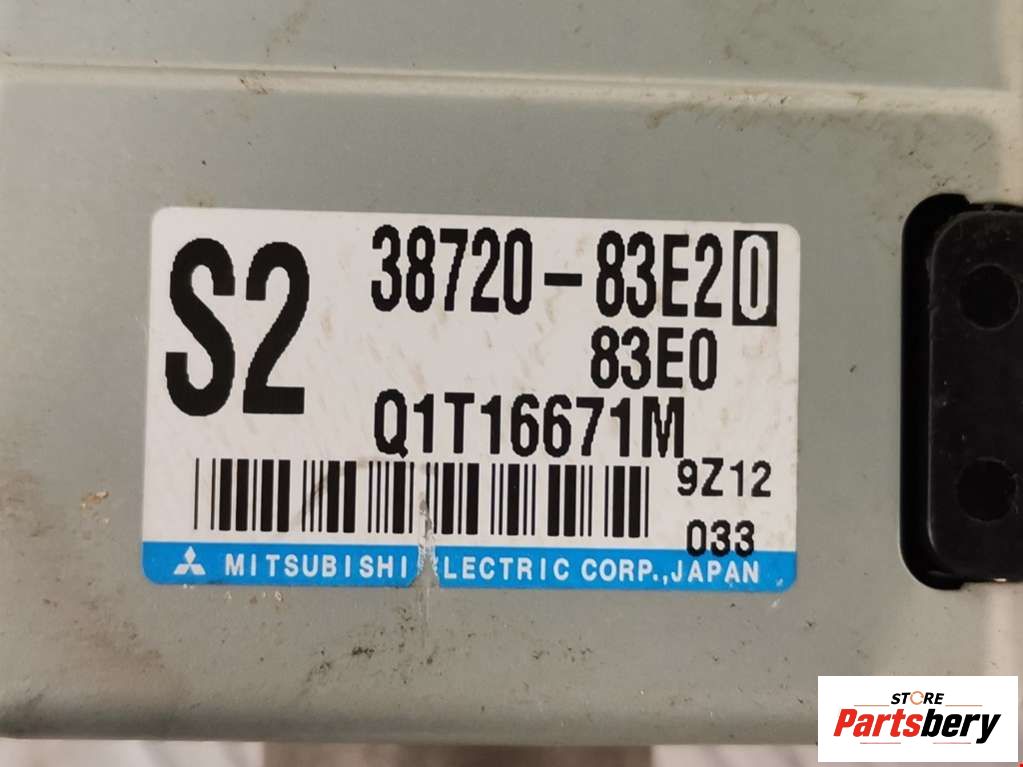 S2
38720-83E20
83E0
Q1T16671M
9Z12
033
MITSUBISHI ELECTRIC CORP., JAPAN
STORE
Partsbery